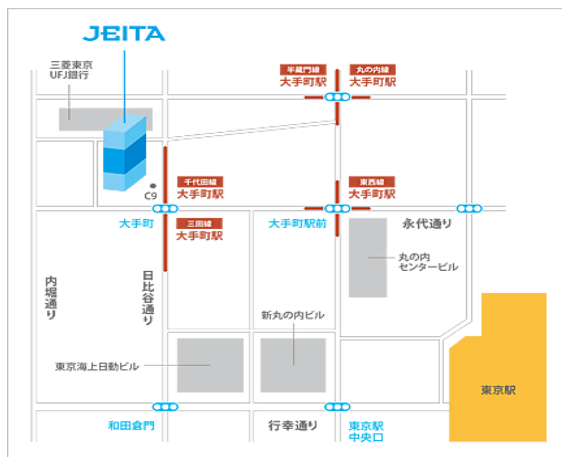 JEITA
三菱東京
UFJ銀行
半蔵門線
大手町駅
丸の内線
大手町駅
千代田線
大手町駅
東西線
大手町駅
C9
大手町
三田線
大手町駅
大手町駅前
永代通り
丸の内
センタービル
内堀通り
日比谷通り
新丸の内ビル
東京海上日動ビル
東京駅
和田倉門
行幸通り
東京駅
中央口